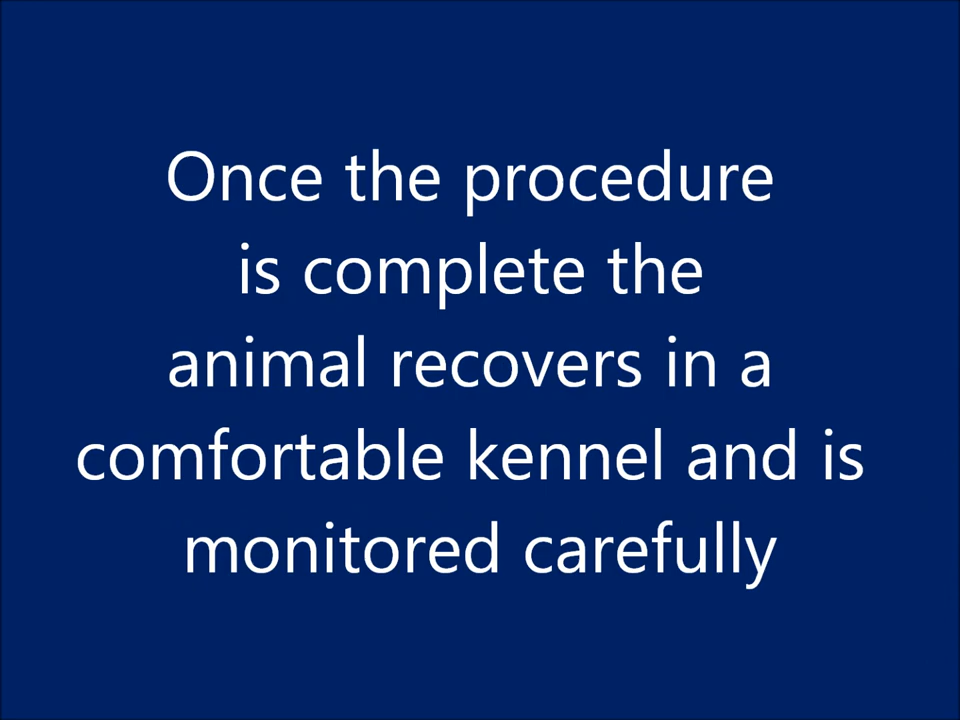 Once the procedure
is complete the
animal recovers in a
comfortable kennel and is
monitored carefully